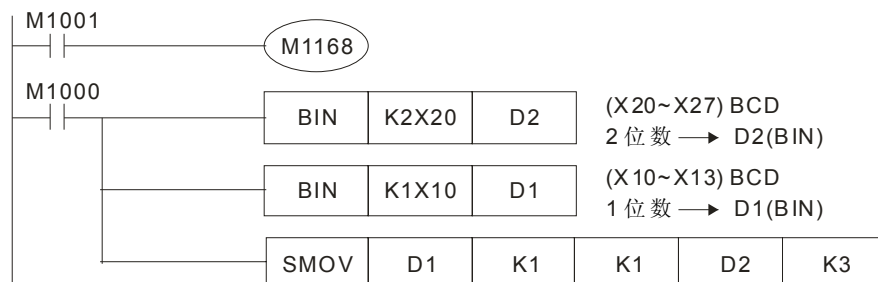 M1001
M1168
M1000
BIN K2X20 D2
(X20~X27) BCD
2 位数 → D2(BIN)
BIN K1X10 D1
(X10~X13) BCD
1 位数 → D1(BIN)
SMOV D1 K1 K1 D2 K3